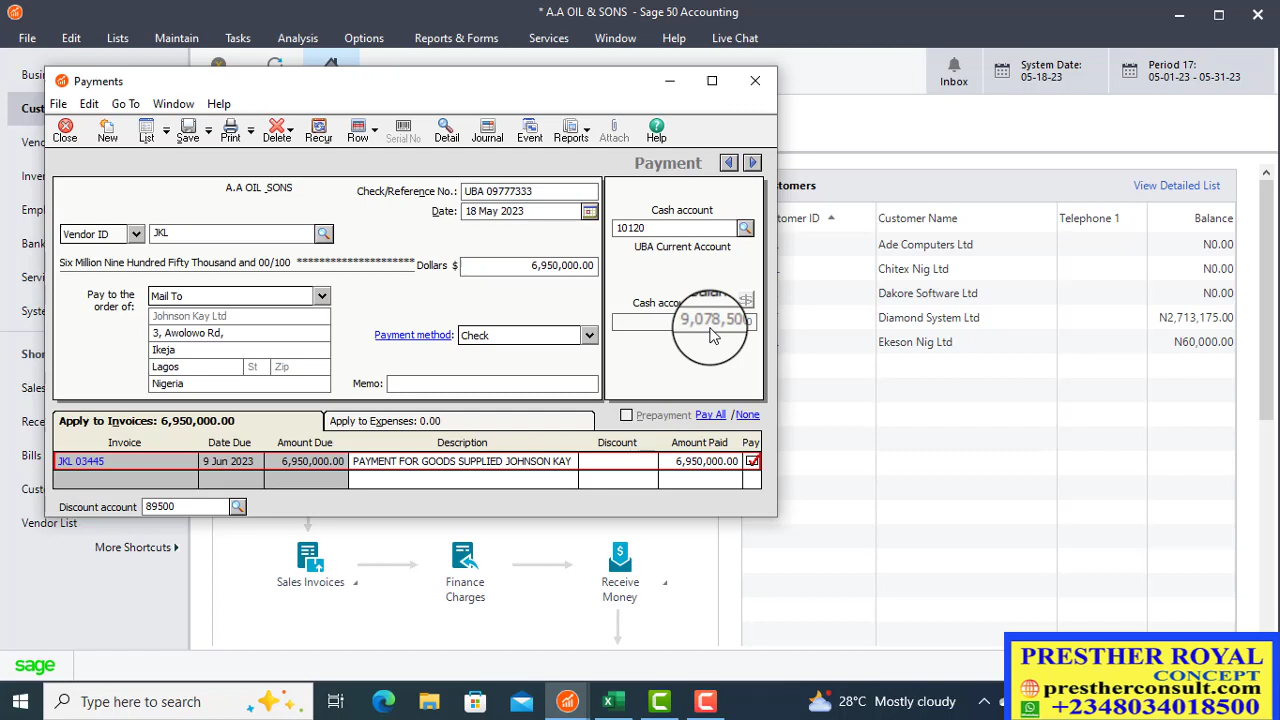 * A.A OIL & SONS - Sage 50 Accounting
File Edit Lists Maintain Tasks Analysis Options Reports & Forms Services Window Help Live Chat
Inbox
System Date:
05-18-23
Period 17:
05-01-23 - 05-31-23
Payments
File Edit Go To Window Help
Close New List Save Print Delete Recur Row Serial No Detail Journal Event Reports Attach Help
Payment
A.A OIL _SONS
Check/Reference No.: UBA 09777333
Date: 18 May 2023
Vendor ID JKL
Six Million Nine Hundred Fifty Thousand and 00/100 ********************* Dollars $ 6,950,000.00
Pay to the
order of:
Mail To
Johnson Kay Ltd
3, Awolowo Rd,
Ikeja
Lagos St Zip
Nigeria
Payment method: Check
Memo:
Cash account
10120
UBA Current Account
9,078,500
Apply to Invoices: 6,950,000.00
Apply to Expenses: 0.00
Prepayment Pay All / None
Invoice Date Due Amount Due Description Discount Amount Paid Pay
JKL 03445 9 Jun 2023 6,950,000.00 PAYMENT FOR GOODS SUPPLIED JOHNSON KAY 6,950,000.00
Discount account 89500
Vendor List
More Shortcuts
Sales Invoices
Finance
Charges
Receive
Money
View Detailed List
Customer Name Telephone 1 Balance
Ade Computers Ltd N0.00
Chitex Nig Ltd N0.00
Dakore Software Ltd N0.00
Diamond System Ltd N2,713,175.00
Ekeson Nig Ltd N60,000.00
sage
Type here to search
28°C Mostly cloudy
PRESTHER ROYAL
CONCEPT
prestherconsult.com
+2348034018500